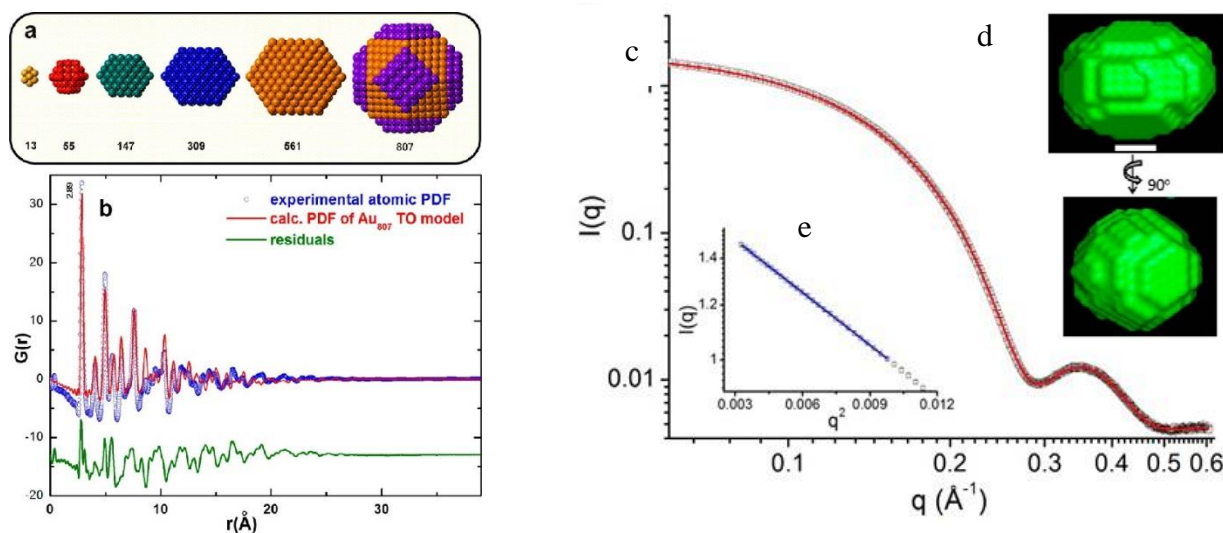 a
13 55 147 309 561 807
b
2.89
experimental atomic PDF
calc. PDF of Au807 TO model
residuals
G(r)
30
20
10
0
-10
-20
0 10 20 30
r(Å)
c
d
90°
e
I(q)
1
0.1
0.01
0.1 0.2 0.3 0.4 0.5 0.6
q (Å-1)
I(q)
1.4
1.2
1
0.003 0.006 0.009 0.012
q2